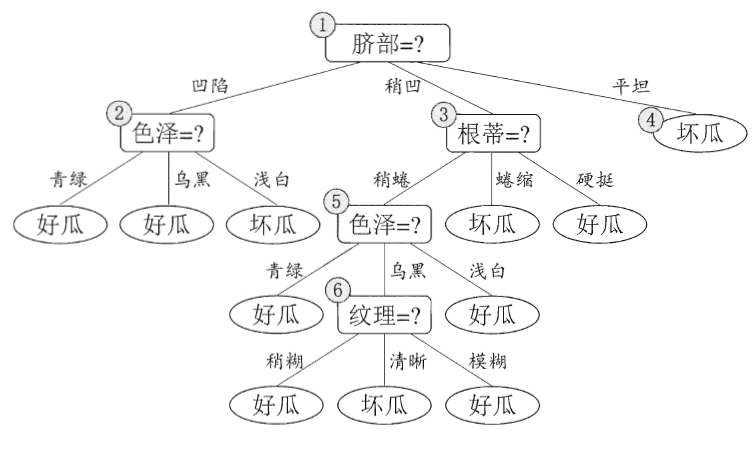 1
脐部=?
凹陷 稍凹 平坦
2 色泽=? 3 根蒂=? 4 坏瓜
青绿 乌黑 浅白 稍蜷 蜷缩 硬挺
好瓜 好瓜 坏瓜 5 色泽=? 坏瓜 好瓜
青绿 乌黑 浅白
好瓜 6 纹理=? 好瓜
稍糊 清晰 模糊
好瓜 坏瓜 好瓜